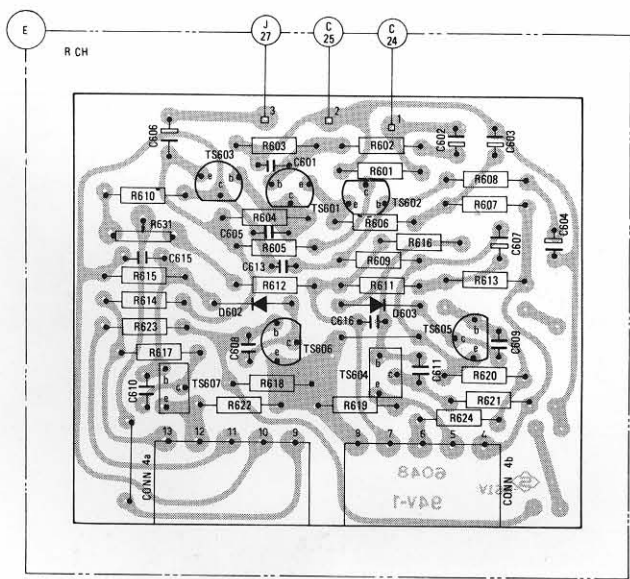 E
J 27
C 25
C 24
R CH
3
2
1
C606
R603
R602
C602
C603
TS603
C601
R601
e b c
b e c
c e b
R608
R610
TS601
TS602
R607
R604
R606
C604
R631
C605
R616
C607
R605
C615
C613
R609
R615
R612
R611
R613
R614
D602
D603
C616
R623
TS605
b c e
C608
b c e
TS606
C609
R617
TS604
b c e
C611
R620
C610
b c e
TS607
R618
R622
R619
R621
R624
13 12 11 10 9
8 7 6 5 4
CONN 4a
CONN 4b
6048
94V-1